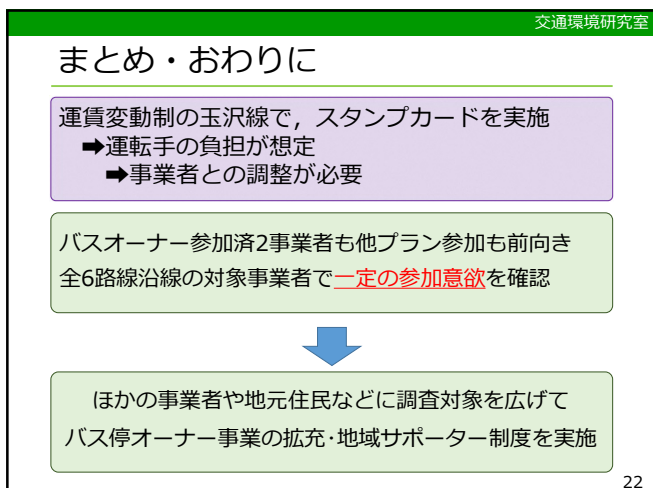 交通環境研究室
まとめ・おわりに
運賃変動制の玉沢線で，スタンプカードを実施
➡運転手の負担が想定
➡事業者との調整が必要
バスオーナー参加済2事業者も他プラン参加も前向き
全6路線沿線の対象事業者で一定の参加意欲を確認
ほかの事業者や地元住民などに調査対象を広げて
バス停オーナー事業の拡充･地域サポーター制度を実施
22